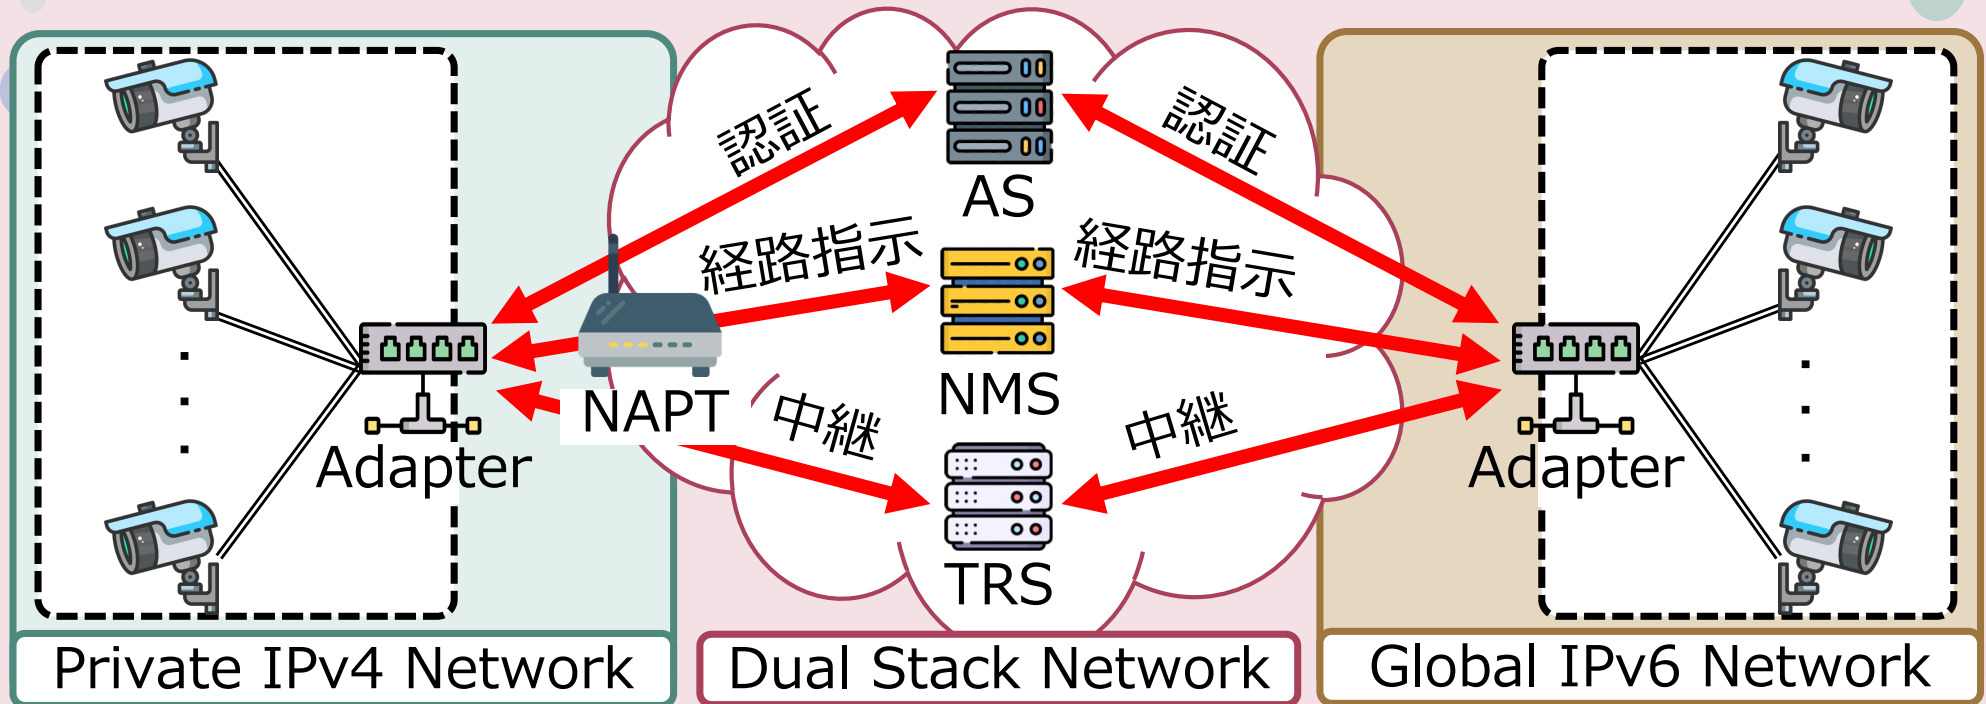 認証
認証
AS
経路指示
経路指示
NMS
NAPT
中継
中継
Adapter
Adapter
TRS
Private IPv4 Network
Dual Stack Network
Global IPv6 Network